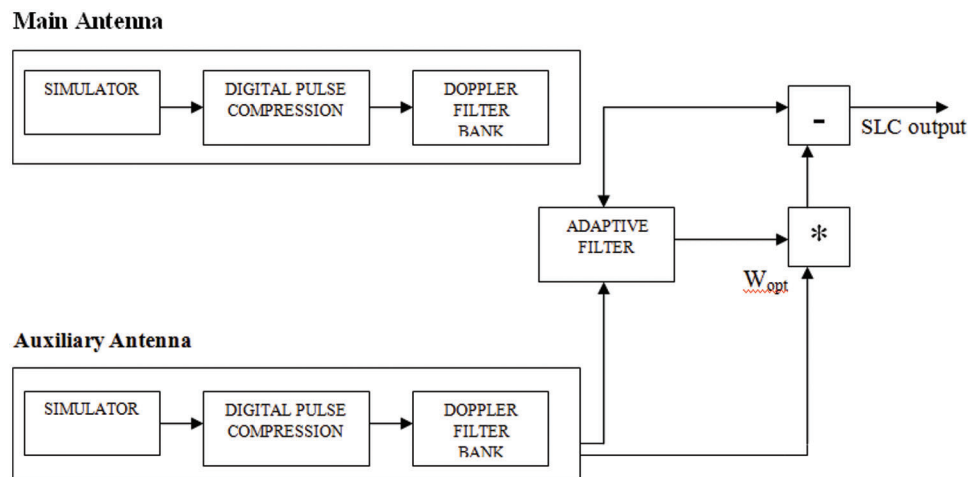 Main Antenna
SIMULATOR
DIGITAL PULSE
COMPRESSION
DOPPLER
FILTER
BANK
-
SLC output
ADAPTIVE
FILTER
*
Wopt
Auxiliary Antenna
SIMULATOR
DIGITAL PULSE
COMPRESSION
DOPPLER
FILTER
BANK